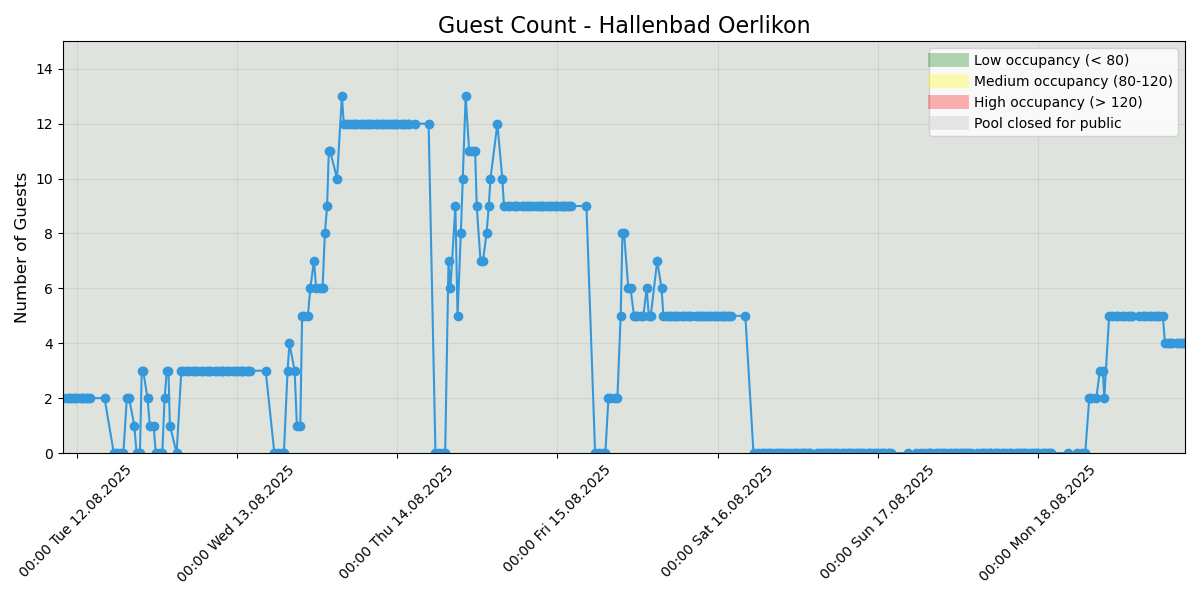 Guest Count - Hallenbad Oerlikon
Low occupancy (< 80)
Medium occupancy (80-120)
High occupancy (> 120)
Pool closed for public
Number of Guests
14
12
10
8
6
4
2
0
00:00 Tue 12.08.2025
00:00 Wed 13.08.2025
00:00 Thu 14.08.2025
00:00 Fri 15.08.2025
00:00 Sat 16.08.2025
00:00 Sun 17.08.2025
00:00 Mon 18.08.2025